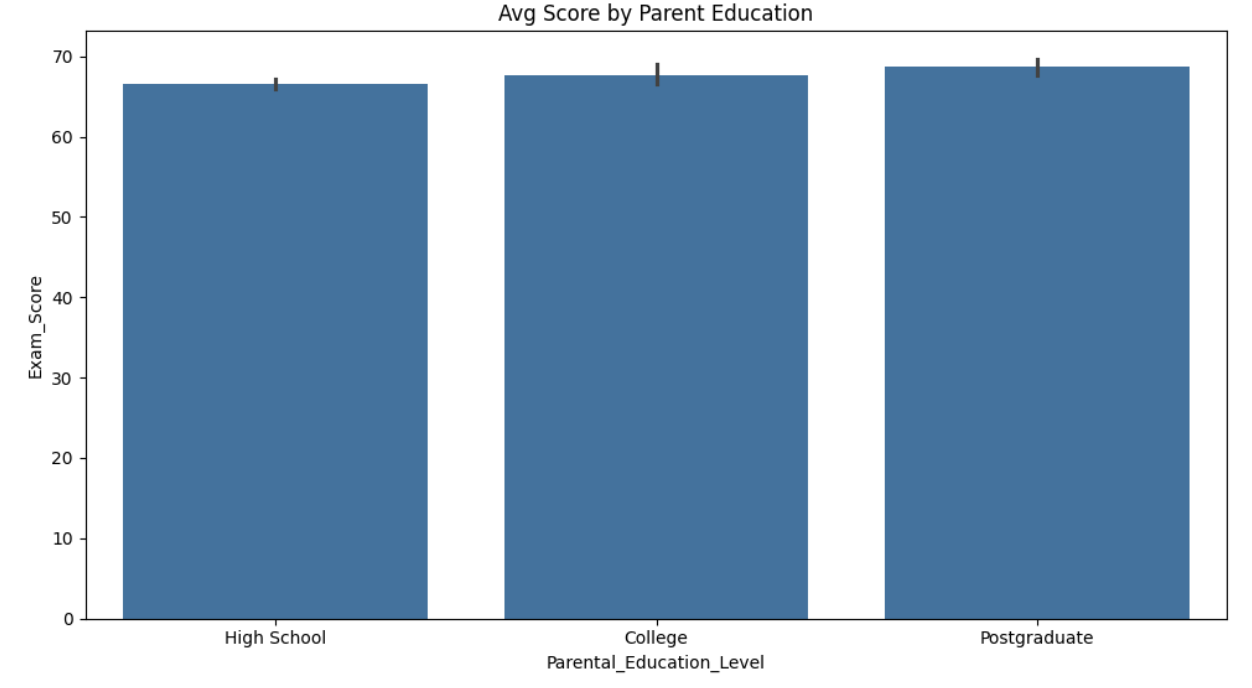 Avg Score by Parent Education
70
60
50
40
30
20
10
0
Exam_Score
High School
College
Postgraduate
Parental_Education_Level